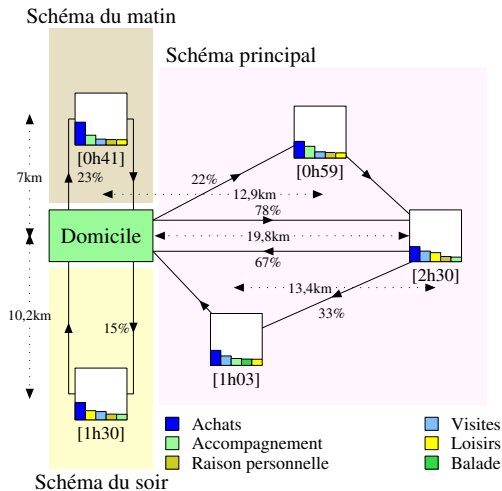 Schéma du matin
Schéma principal
[0h41]
[0h59]
23%
22%
7km
12,9km
78%
Domicile
19,8km
67%
[2h30]
13,4km
10,2km
33%
15%
[1h03]
[1h30]
Achats
Visites
Accompagnement
Loisirs
Raison personnelle
Balade
Schéma du soir